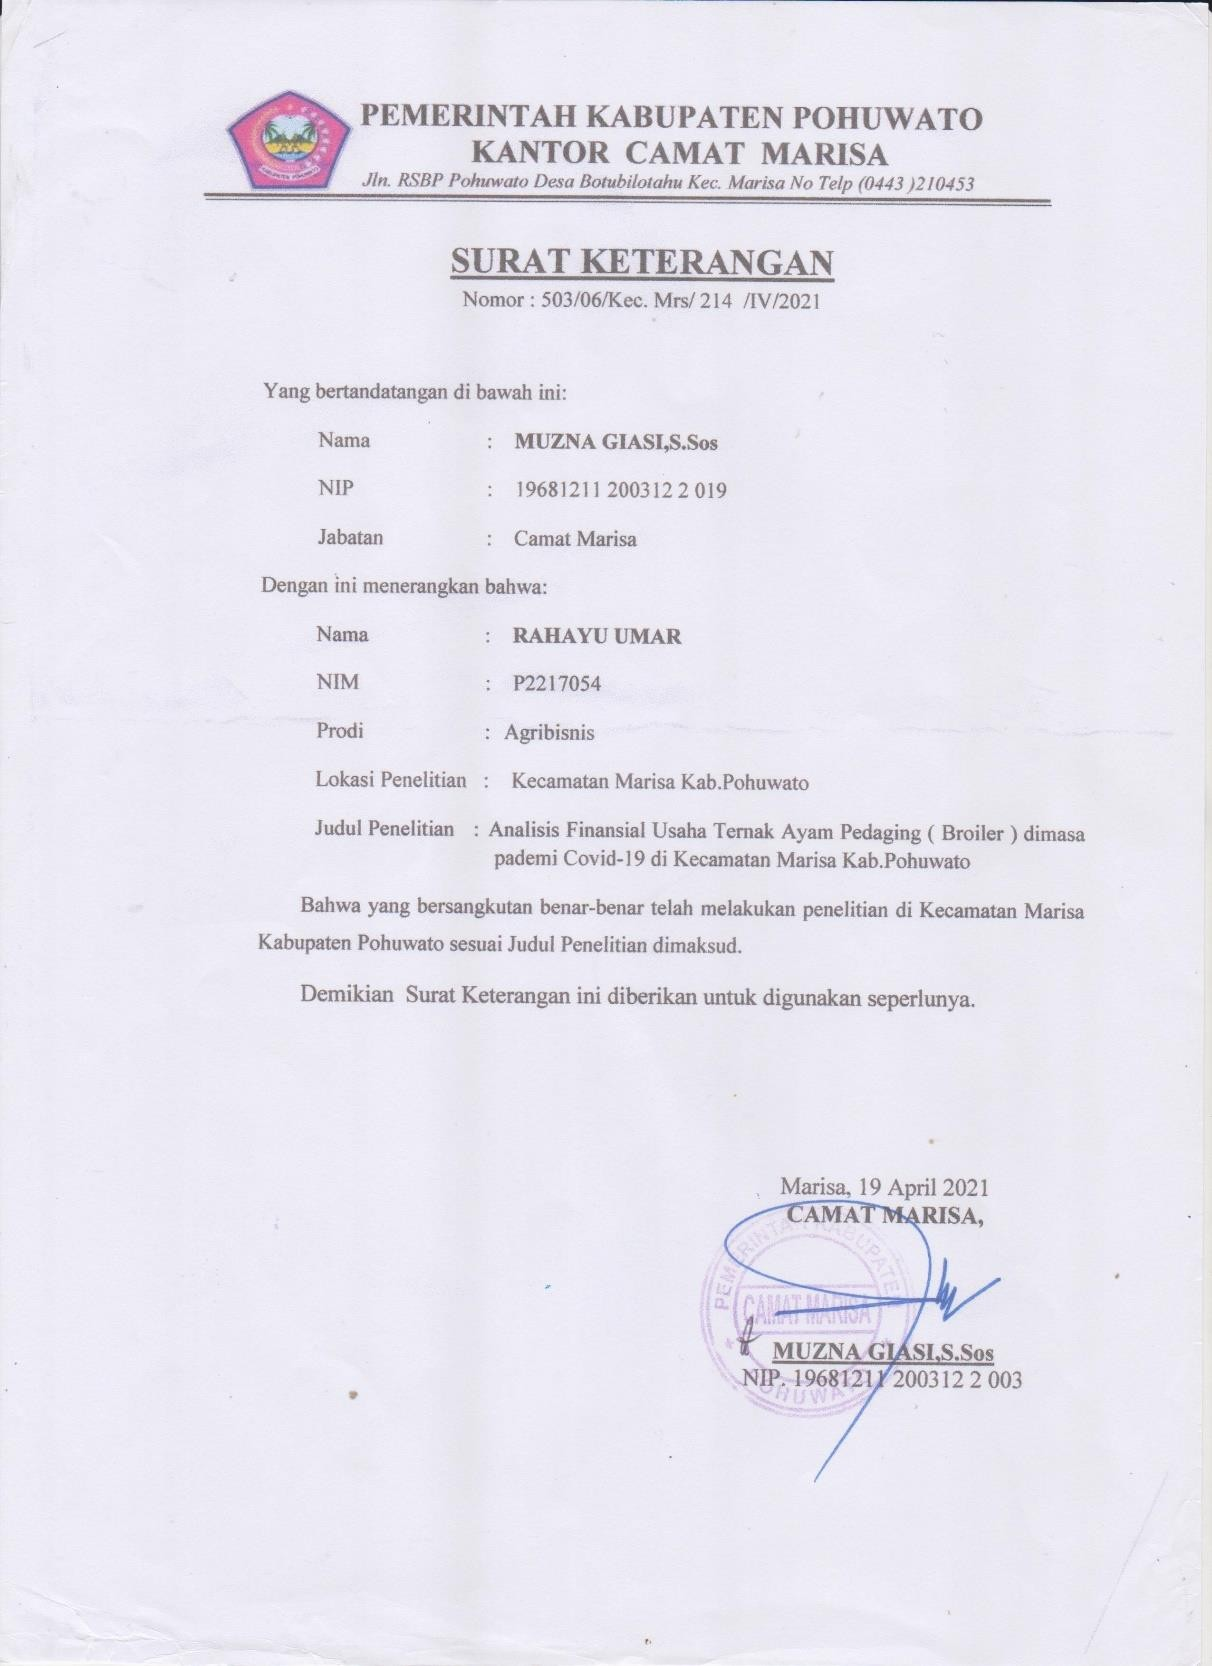 PEMERINTAH KABUPATEN POHUWATO
KANTOR CAMAT MARISA
Jln. RSBP Pohuwato Desa Botubilotahu Kec. Marisa No Telp (0443 )210453
KABUPATEN POHUWATO
SURAT KETERANGAN
Nomor : 503/06/Kec. Mrs/ 214 /IV/2021
Yang bertandatangan di bawah ini:
Nama : MUZNA GIASI,S.Sos
NIP : 19681211 200312 2 019
Jabatan : Camat Marisa
Dengan ini menerangkan bahwa:
Nama : RAHAYU UMAR
NIM : P2217054
Prodi : Agribisnis
Lokasi Penelitian : Kecamatan Marisa Kab.Pohuwato
Judul Penelitian : Analisis Finansial Usaha Ternak Ayam Pedaging ( Broiler ) dimasa
pademi Covid-19 di Kecamatan Marisa Kab.Pohuwato
Bahwa yang bersangkutan benar-benar telah melakukan penelitian di Kecamatan Marisa
Kabupaten Pohuwato sesuai Judul Penelitian dimaksud.
Demikian Surat Keterangan ini diberikan untuk digunakan seperlunya.
Marisa, 19 April 2021
CAMAT MARISA,
PEMERINTAH KABUPATEN
CAMAT MARISA
POHUWATO
MUZNA GIASI,S.Sos
NIP. 19681211 200312 2 003